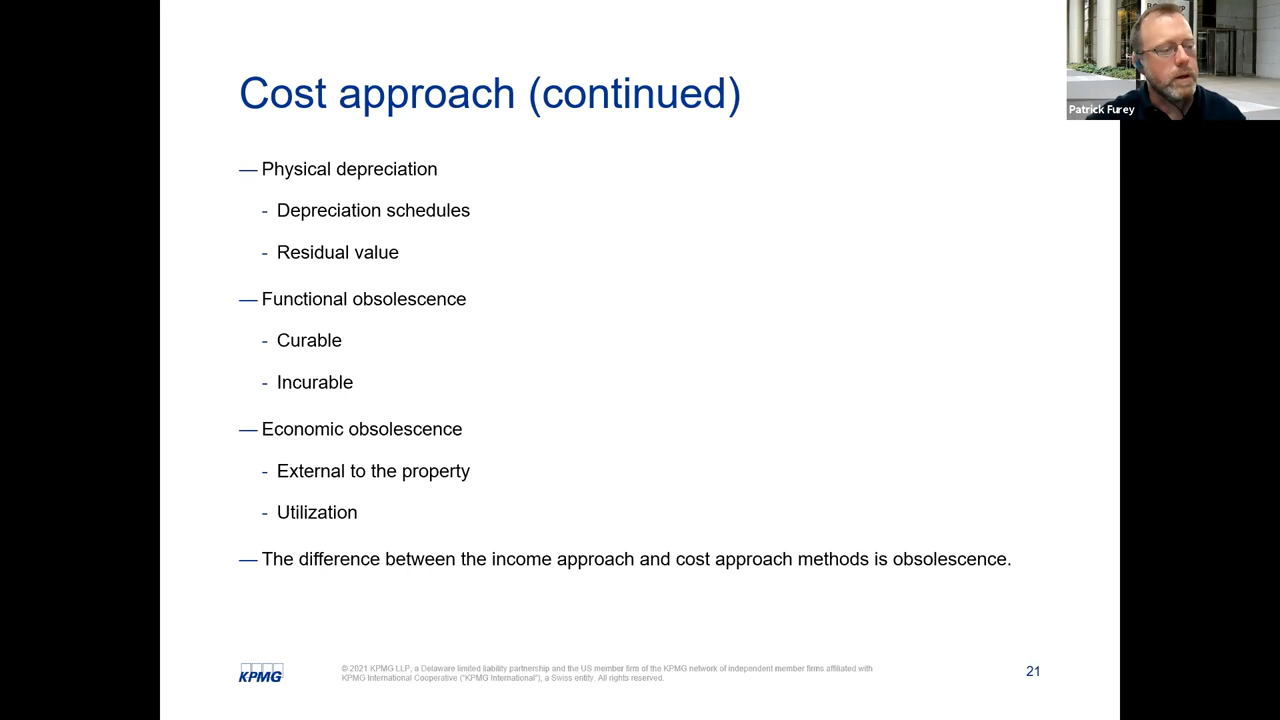 Cost approach (continued)
Patrick Furey
— Physical depreciation
- Depreciation schedules
- Residual value
— Functional obsolescence
- Curable
- Incurable
— Economic obsolescence
- External to the property
- Utilization
— The difference between the income approach and cost approach methods is obsolescence.
KPMG
© 2021 KPMG LLP, a Delaware limited liability partnership and the US member firm of the KPMG network of independent member firms affiliated with
KPMG International Cooperative ("KPMG International"), a Swiss entity. All rights reserved.
21